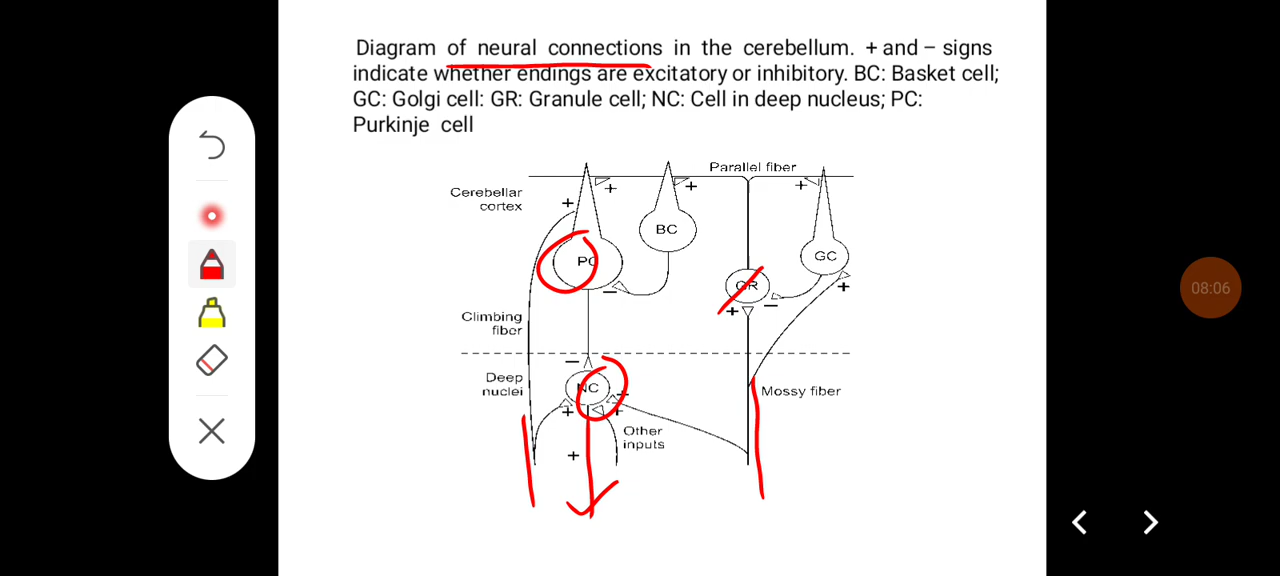 Diagram of neural connections in the cerebellum. + and − signs
indicate whether endings are excitatory or inhibitory. BC: Basket cell;
GC: Golgi cell: GR: Granule cell; NC: Cell in deep nucleus; PC:
Purkinje cell
Parallel fiber
Cerebellar
cortex
+
+
+
+
BC
PC
GC
GR
−
−
+
+
Climbing
fiber
−
Deep
nuclei
NC
Mossy fiber
+
+
+
Other
inputs
+
08:06